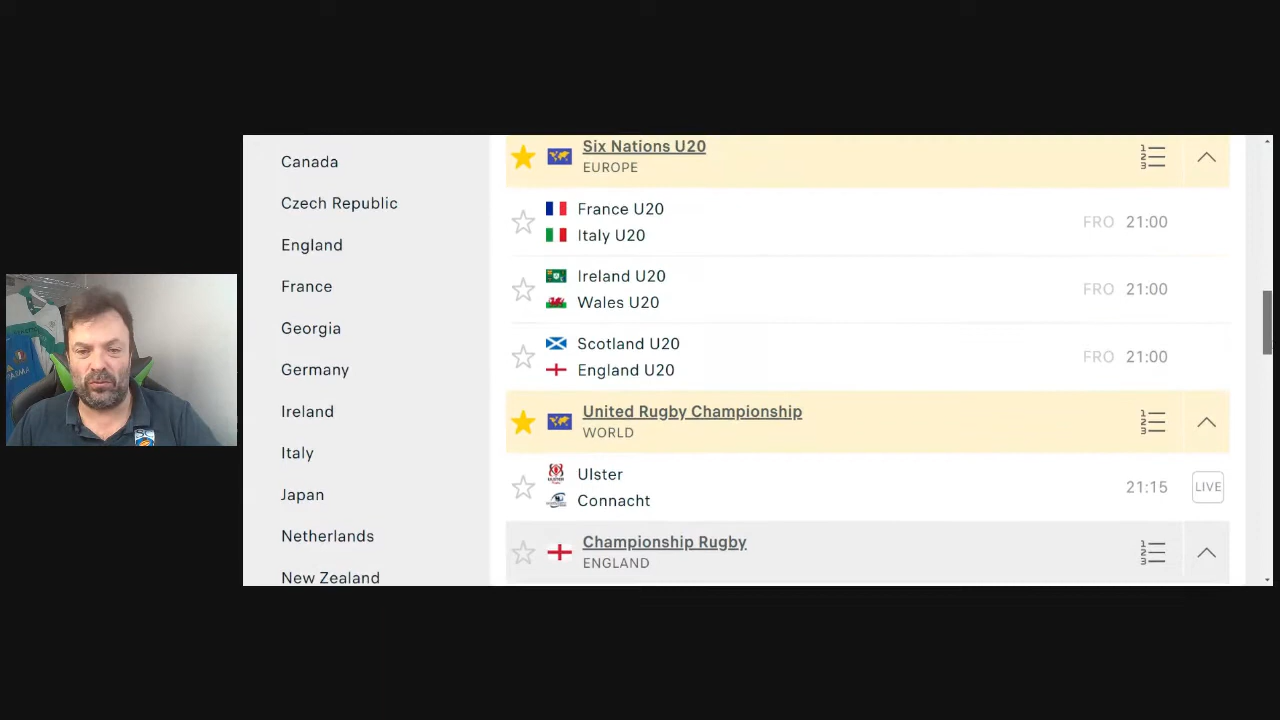 Canada
Czech Republic
England
France
Georgia
Germany
Ireland
Italy
Japan
Netherlands
New Zealand
Six Nations U20
EUROPE
France U20
Italy U20
FRO 21:00
Ireland U20
Wales U20
FRO 21:00
Scotland U20
England U20
FRO 21:00
United Rugby Championship
WORLD
Ulster
Connacht
21:15 LIVE
Championship Rugby
ENGLAND